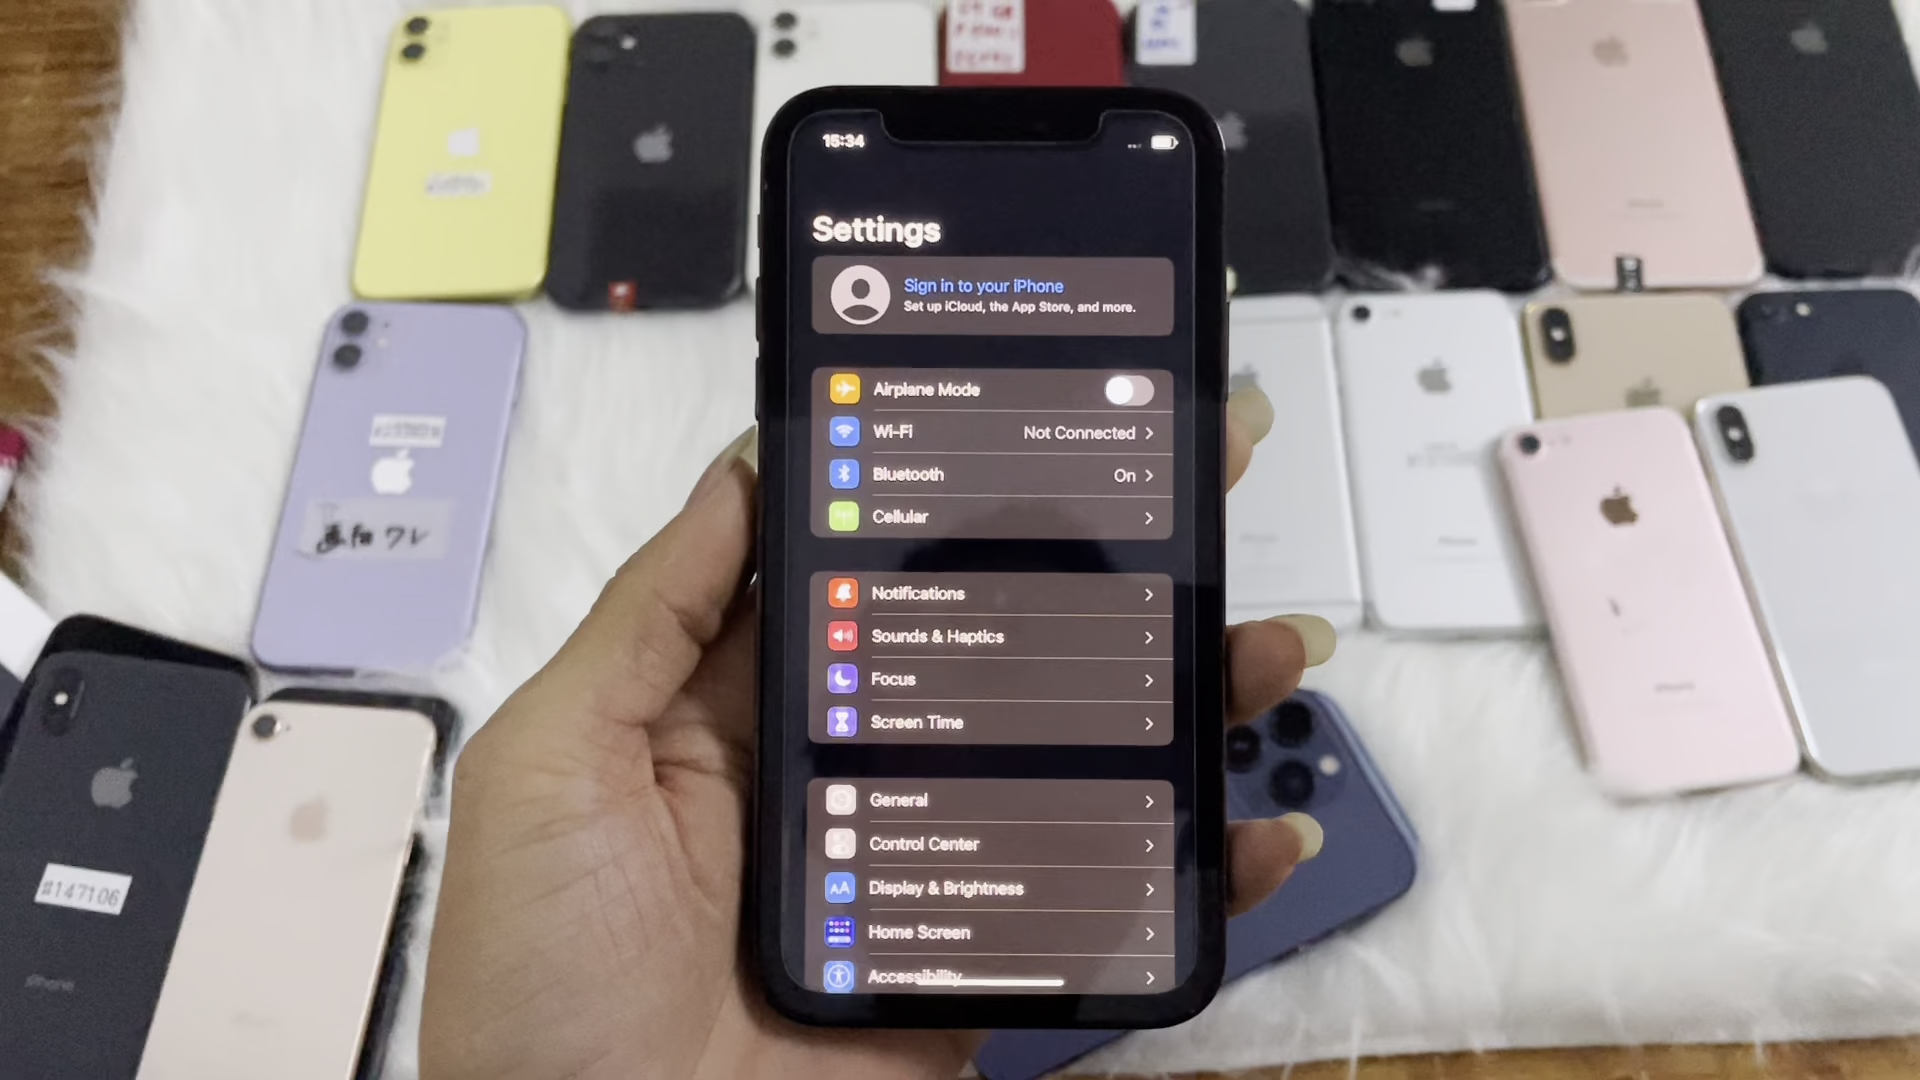 15:34
Settings
Sign in to your iPhone
Set up iCloud, the App Store, and more.
Airplane Mode
Wi-Fi Not Connected
Bluetooth On
Cellular
Notifications
Sounds & Haptics
Focus
Screen Time
General
Control Center
AA Display & Brightness
Home Screen
Accessibility
#147106
iPhone